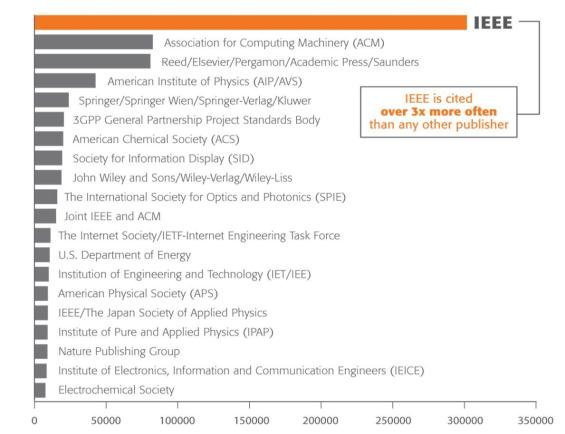 IEEE
Association for Computing Machinery (ACM)
Reed/Elsevier/Pergamon/Academic Press/Saunders
American Institute of Physics (AIP/AVS)
Springer/Springer Wien/Springer-Verlag/Kluwer
IEEE is cited
over 3x more often
than any other publisher
3GPP General Partnership Project Standards Body
American Chemical Society (ACS)
Society for Information Display (SID)
John Wiley and Sons/Wiley-Verlag/Wiley-Liss
The International Society for Optics and Photonics (SPIE)
Joint IEEE and ACM
The Internet Society/IETF-Internet Engineering Task Force
U.S. Department of Energy
Institution of Engineering and Technology (IET/IEE)
American Physical Society (APS)
IEEE/The Japan Society of Applied Physics
Institute of Pure and Applied Physics (IPAP)
Nature Publishing Group
Institute of Electronics, Information and Communication Engineers (IEICE)
Electrochemical Society
0 50000 100000 150000 200000 250000 300000 350000